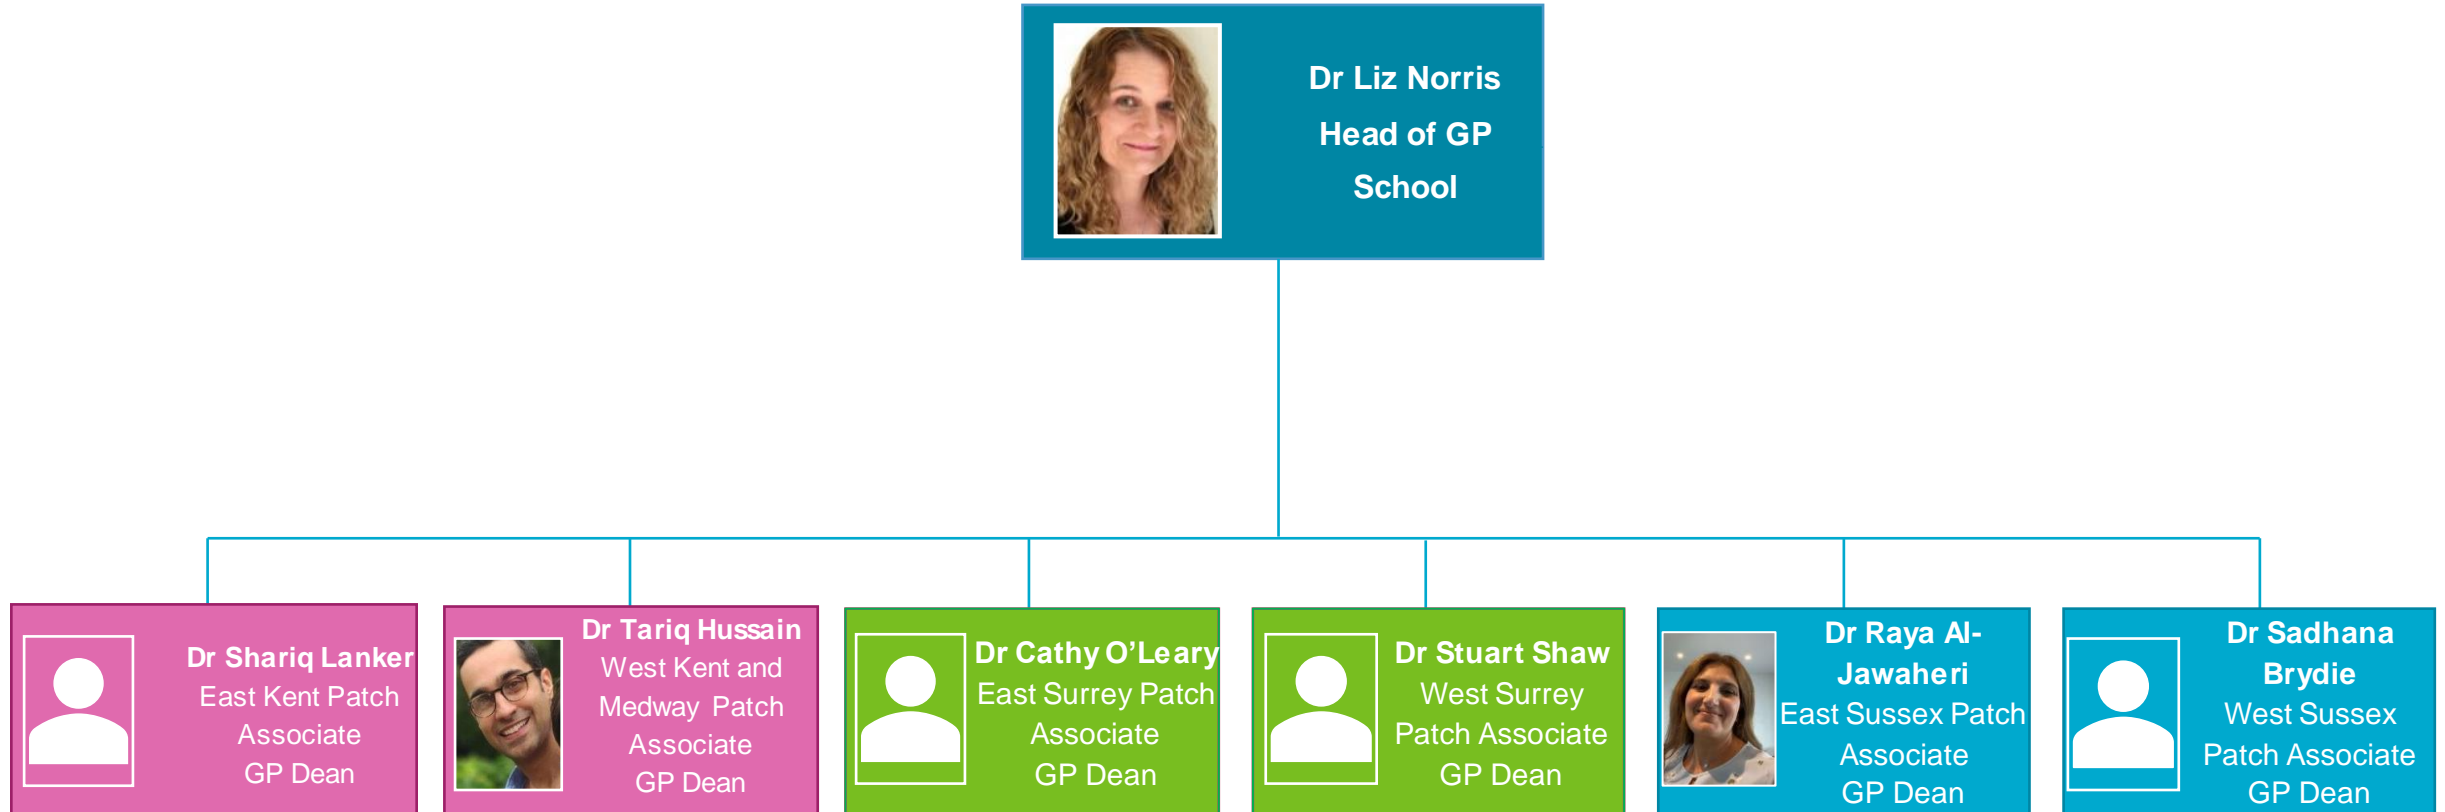 Dr Liz Norris
Head of GP
School
Dr Shariq Lanker
East Kent Patch
Associate
GP Dean
Dr Tariq Hussain
West Kent and
Medway Patch
Associate
GP Dean
Dr Cathy O’Leary
East Surrey Patch
Associate
GP Dean
Dr Stuart Shaw
West Surrey
Patch Associate
GP Dean
Dr Raya Al-
Jawaheri
East Sussex Patch
Associate
GP Dean
Dr Sadhana
Brydie
West Sussex
Patch Associate
GP Dean